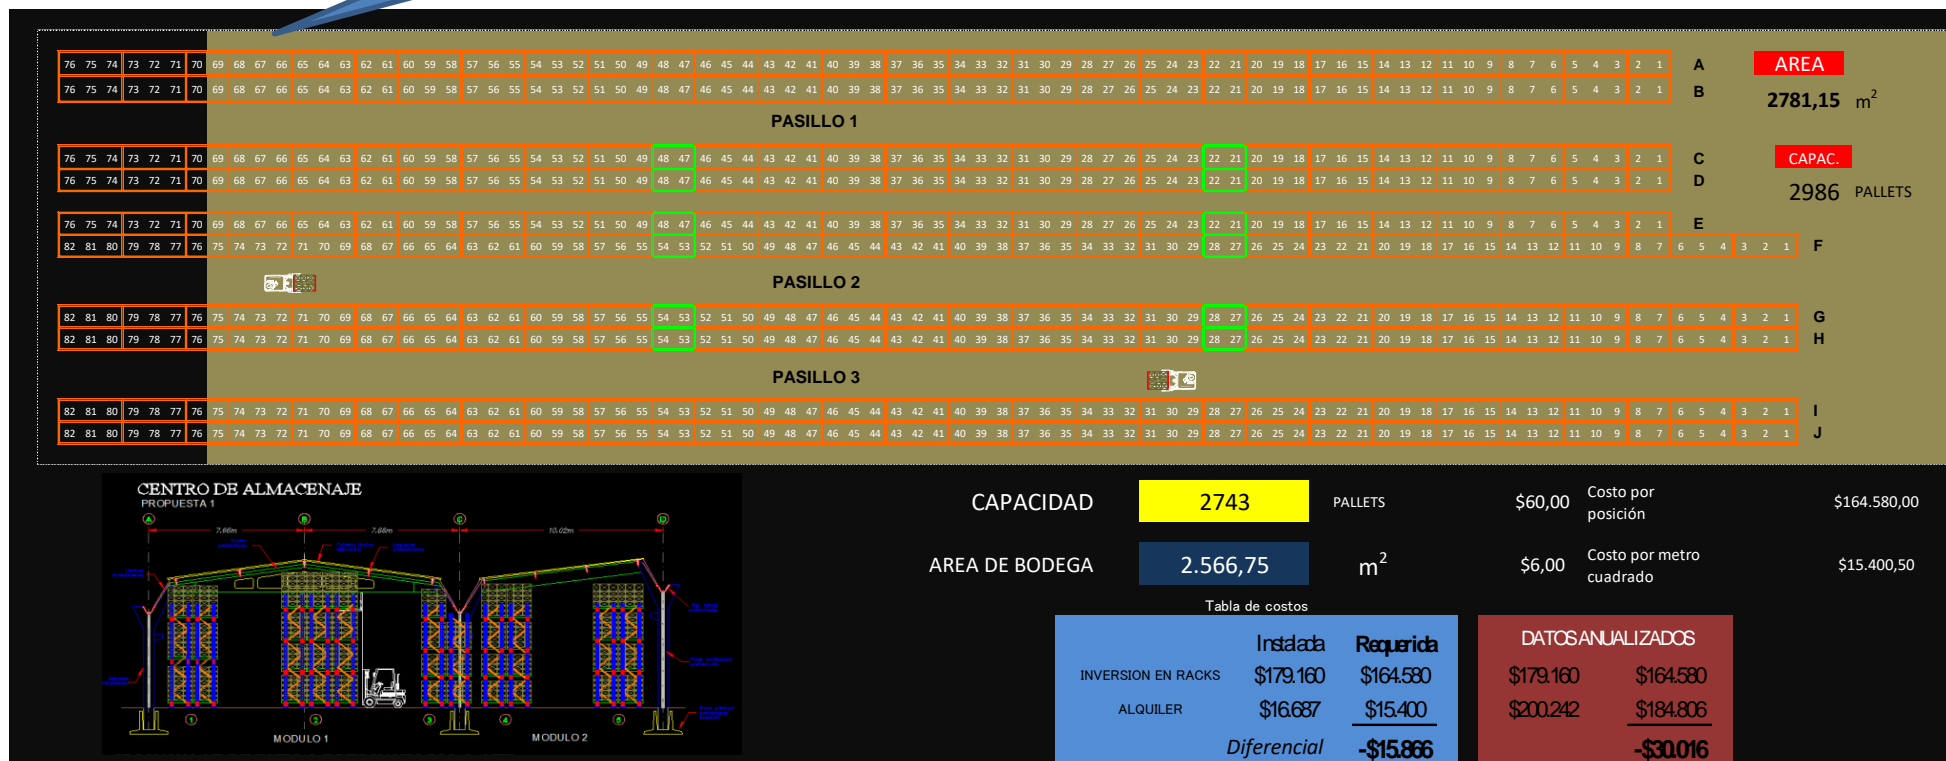 76 75 74 73 72 71 70 69 68 67 66 65 64 63 62 61 60 59 58 57 56 55 54 53 52 51 50 49 48 47 46 45 44 43 42 41 40 39 38 37 36 35 34 33 32 31 30 29 28 27 26 25 24 23 22 21 20 19 18 17 16 15 14 13 12 11 10 9 8 7 6 5 4 3 2 1 A AREA
76 75 74 73 72 71 70 69 68 67 66 65 64 63 62 61 60 59 58 57 56 55 54 53 52 51 50 49 48 47 46 45 44 43 42 41 40 39 38 37 36 35 34 33 32 31 30 29 28 27 26 25 24 23 22 21 20 19 18 17 16 15 14 13 12 11 10 9 8 7 6 5 4 3 2 1 B 2781,15 m²
PASILLO 1
76 75 74 73 72 71 70 69 68 67 66 65 64 63 62 61 60 59 58 57 56 55 54 53 52 51 50 49 48 47 46 45 44 43 42 41 40 39 38 37 36 35 34 33 32 31 30 29 28 27 26 25 24 23 22 21 20 19 18 17 16 15 14 13 12 11 10 9 8 7 6 5 4 3 2 1 C CAPAC.
76 75 74 73 72 71 70 69 68 67 66 65 64 63 62 61 60 59 58 57 56 55 54 53 52 51 50 49 48 47 46 45 44 43 42 41 40 39 38 37 36 35 34 33 32 31 30 29 28 27 26 25 24 23 22 21 20 19 18 17 16 15 14 13 12 11 10 9 8 7 6 5 4 3 2 1 D 2986 PALLETS
76 75 74 73 72 71 70 69 68 67 66 65 64 63 62 61 60 59 58 57 56 55 54 53 52 51 50 49 48 47 46 45 44 43 42 41 40 39 38 37 36 35 34 33 32 31 30 29 28 27 26 25 24 23 22 21 20 19 18 17 16 15 14 13 12 11 10 9 8 7 6 5 4 3 2 1 E
82 81 80 79 78 77 76 75 74 73 72 71 70 69 68 67 66 65 64 63 62 61 60 59 58 57 56 55 54 53 52 51 50 49 48 47 46 45 44 43 42 41 40 39 38 37 36 35 34 33 32 31 30 29 28 27 26 25 24 23 22 21 20 19 18 17 16 15 14 13 12 11 10 9 8 7 6 5 4 3 2 1 F
PASILLO 2
82 81 80 79 78 77 76 75 74 73 72 71 70 69 68 67 66 65 64 63 62 61 60 59 58 57 56 55 54 53 52 51 50 49 48 47 46 45 44 43 42 41 40 39 38 37 36 35 34 33 32 31 30 29 28 27 26 25 24 23 22 21 20 19 18 17 16 15 14 13 12 11 10 9 8 7 6 5 4 3 2 1 G
82 81 80 79 78 77 76 75 74 73 72 71 70 69 68 67 66 65 64 63 62 61 60 59 58 57 56 55 54 53 52 51 50 49 48 47 46 45 44 43 42 41 40 39 38 37 36 35 34 33 32 31 30 29 28 27 26 25 24 23 22 21 20 19 18 17 16 15 14 13 12 11 10 9 8 7 6 5 4 3 2 1 H
PASILLO 3
82 81 80 79 78 77 76 75 74 73 72 71 70 69 68 67 66 65 64 63 62 61 60 59 58 57 56 55 54 53 52 51 50 49 48 47 46 45 44 43 42 41 40 39 38 37 36 35 34 33 32 31 30 29 28 27 26 25 24 23 22 21 20 19 18 17 16 15 14 13 12 11 10 9 8 7 6 5 4 3 2 1 I
82 81 80 79 78 77 76 75 74 73 72 71 70 69 68 67 66 65 64 63 62 61 60 59 58 57 56 55 54 53 52 51 50 49 48 47 46 45 44 43 42 41 40 39 38 37 36 35 34 33 32 31 30 29 28 27 26 25 24 23 22 21 20 19 18 17 16 15 14 13 12 11 10 9 8 7 6 5 4 3 2 1 J
CENTRO DE ALMACENAJE
PROPUESTA 1
A B C D
7.66m 7.88m 10.02m
1 2 3 4 5
MODULO 1 MODULO 2
CAPACIDAD 2743 PALLETS $60,00 Costo por posición $164.580,00
AREA DE BODEGA 2.566,75 m² $6,00 Costo por metro cuadrado $15.400,50
Tabla de costos
Instalada Requerida DATOS ANUALIZADOS
INVERSION EN RACKS $179.160 $164.580 $179.160 $164.580
ALQUILER $16.687 $15.400 $200.242 $184.806
Diferencial -$15.866 -$30.016